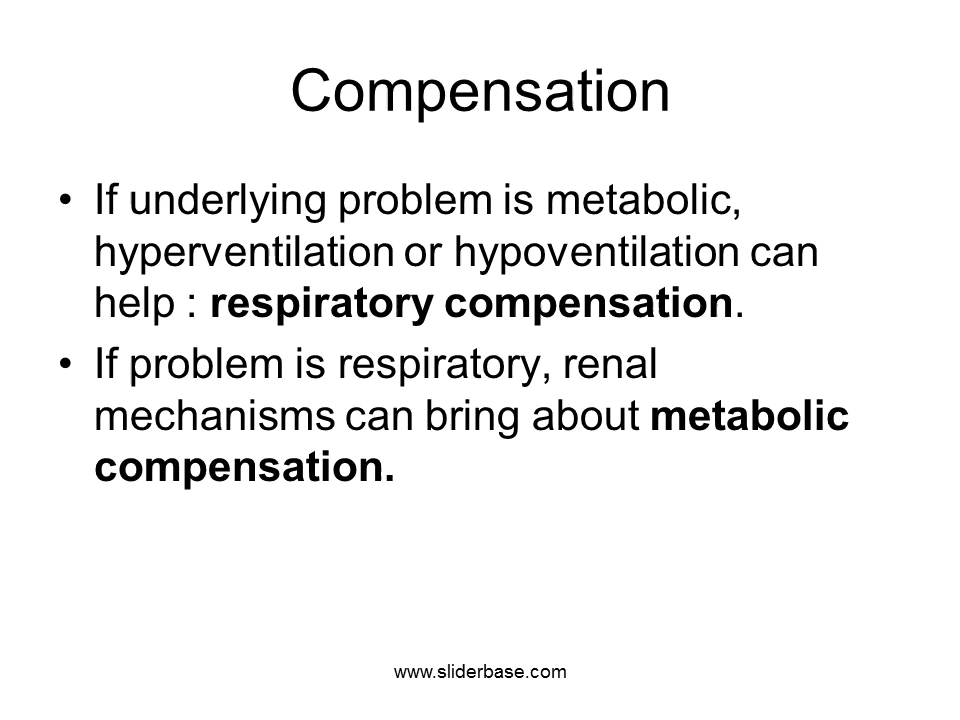 Compensation
• If underlying problem is metabolic,
hyperventilation or hypoventilation can
help : respiratory compensation.
• If problem is respiratory, renal
mechanisms can bring about metabolic
compensation.
www.sliderbase.com